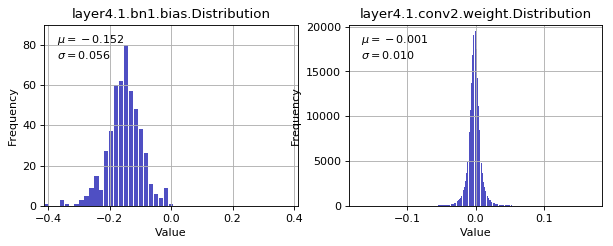 layer4.1.bn1.bias.Distribution
μ = −0.152
σ = 0.056
Frequency
80
60
40
20
0
−0.4
−0.2
0.0
0.2
0.4
Value
layer4.1.conv2.weight.Distribution
μ = −0.001
σ = 0.010
Frequency
20000
15000
10000
5000
0
−0.1
0.0
0.1
Value